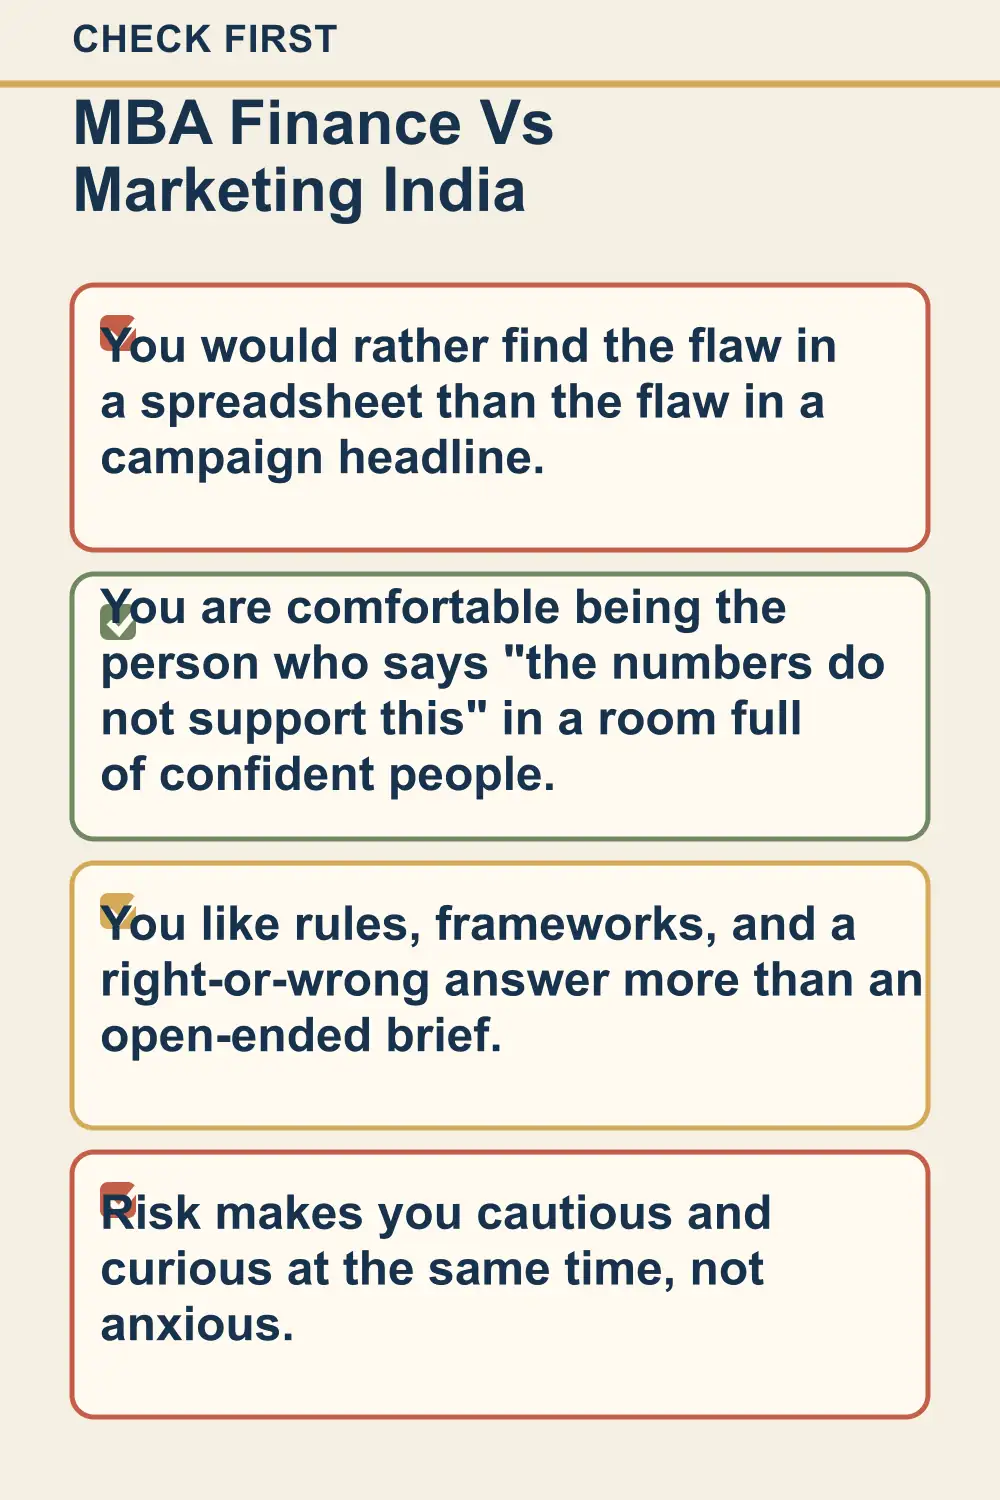 CHECK FIRST
MBA Finance Vs
Marketing India
You would rather find the flaw in
a spreadsheet than the flaw in a
campaign headline.
You are comfortable being the
person who says "the numbers do
not support this" in a room full
of confident people.
You like rules, frameworks, and a
right-or-wrong answer more than an
open-ended brief.
Risk makes you cautious and
curious at the same time, not
anxious.